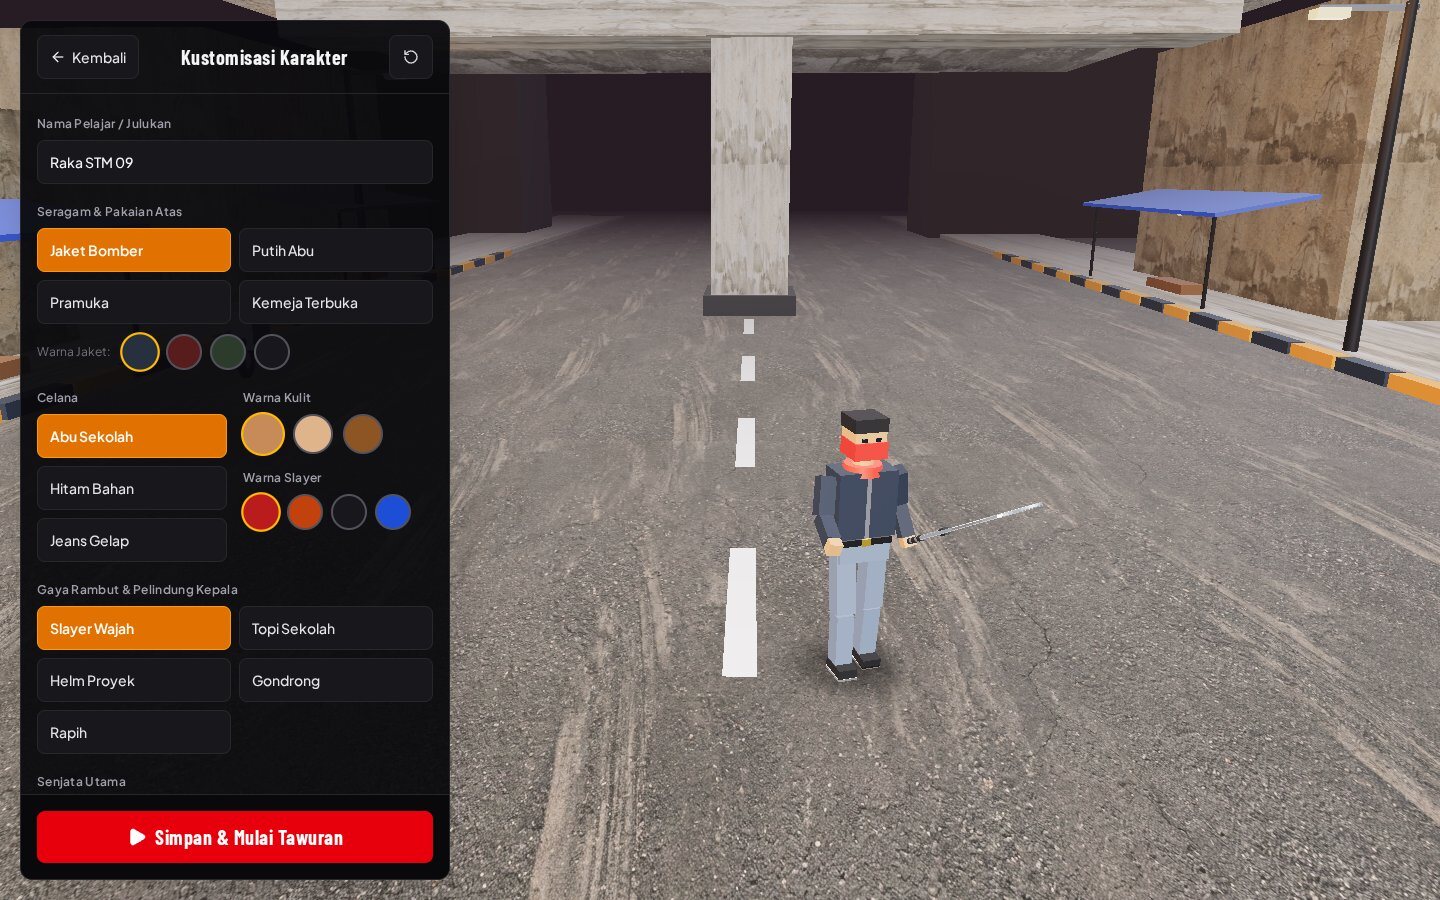 Kembali
Kustomisasi Karakter
Nama Pelajar / Julukan
Raka STM 09
Seragam & Pakaian Atas
Jaket Bomber
Putih Abu
Pramuka
Kemeja Terbuka
Warna Jaket:
Celana
Warna Kulit
Abu Sekolah
Hitam Bahan
Warna Slayer
Jeans Gelap
Gaya Rambut & Pelindung Kepala
Slayer Wajah
Topi Sekolah
Helm Proyek
Gondrong
Rapih
Senjata Utama
Simpan & Mulai Tawuran